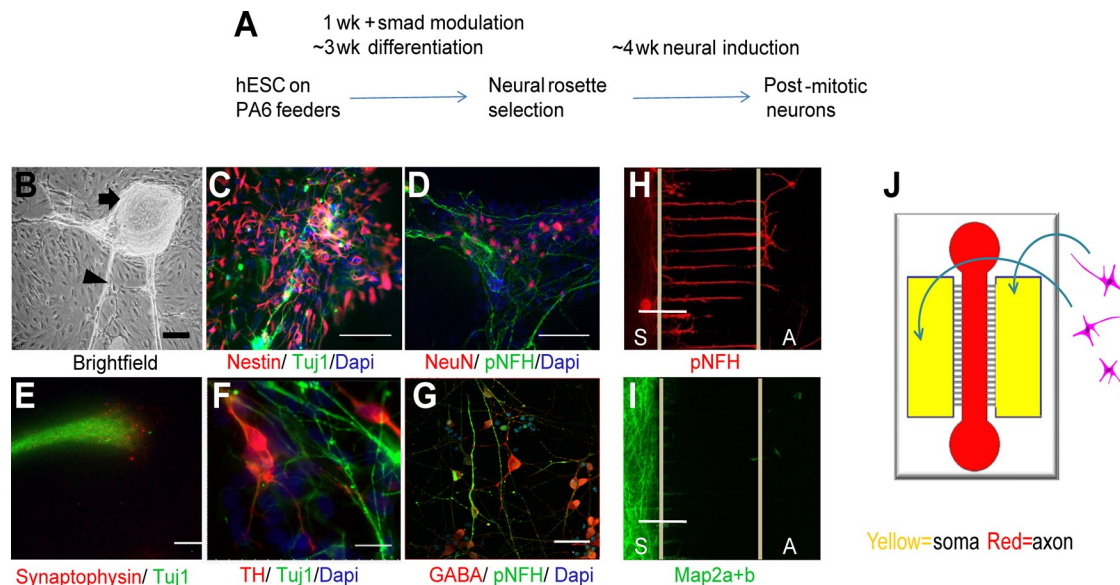 A
1 wk + smad modulation
~3 wk differentiation
~4 wk neural induction
hESC on
PA6 feeders
Neural rosette
selection
Post-mitotic
neurons
B
C
D
H
J
S
A
Brightfield
Nestin/ Tuj1/Dapi
NeuN/ pNFH/Dapi
pNFH
E
F
G
I
S
A
Synaptophysin/ Tuj1
TH/ Tuj1/Dapi
GABA/ pNFH/ Dapi
Map2a+b
Yellow=soma Red=axon